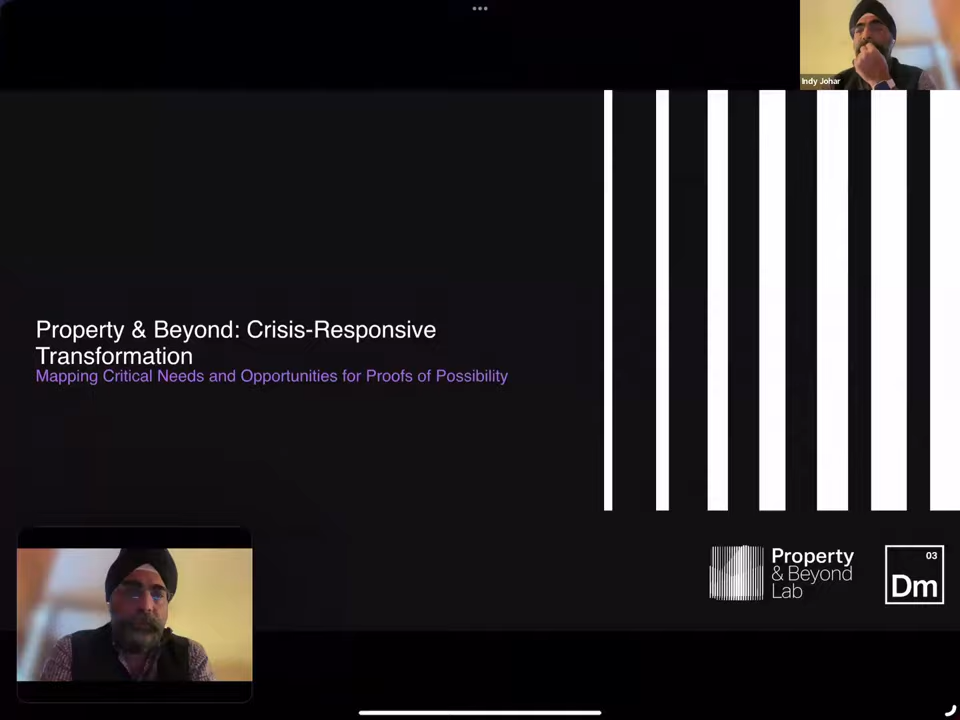 Indy Johar
Property & Beyond: Crisis-Responsive
Transformation
Mapping Critical Needs and Opportunities for Proofs of Possibility
Property
& Beyond
Lab
03
Dm